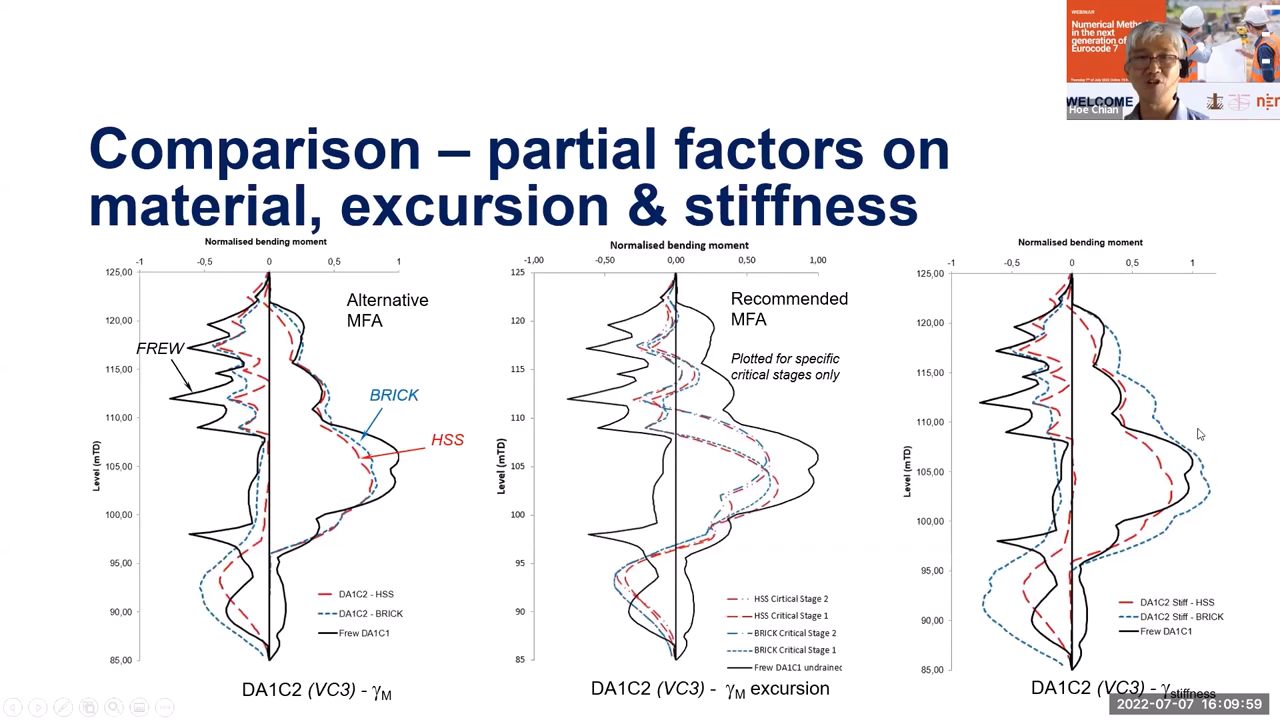 WEBINAR
Numerical Meth
in the next
generation of
Eurocode 7
WELCOME
Hoe Chian
Comparison – partial factors on
material, excursion & stiffness
Normalised bending moment
-1 -0,5 0 0,5 1
125,00
120,00
115,00
110,00
105,00
100,00
95,00
90,00
85,00
Level (mTD)
Alternative
MFA
FREW
BRICK
HSS
DA1C2 - HSS
DA1C2 - BRICK
Frew DA1C1
DA1C2 (VC3) - γM
Normalised bending moment
-1,00 -0,50 0,00 0,50 1,00
125
120
115
110
105
100
95
90
85
Level (mTD)
Recommended
MFA
Plotted for specific
critical stages only
HSS Cirtical Stage 2
HSS Critical Stage 1
BRICK Critical Stage 2
BRICK Critical Stage 1
Frew DA1C1 undrained
DA1C2 (VC3) - γM excursion
Normalised bending moment
-1 -0,5 0 0,5 1
125,00
120,00
115,00
110,00
105,00
100,00
95,00
90,00
85,00
Level (mTD)
DA1C2 Stiff - HSS
DA1C2 Stiff - BRICK
Frew DA1C1
DA1C2 (VC3) - γstiffness
2022-07-07 16:09:59